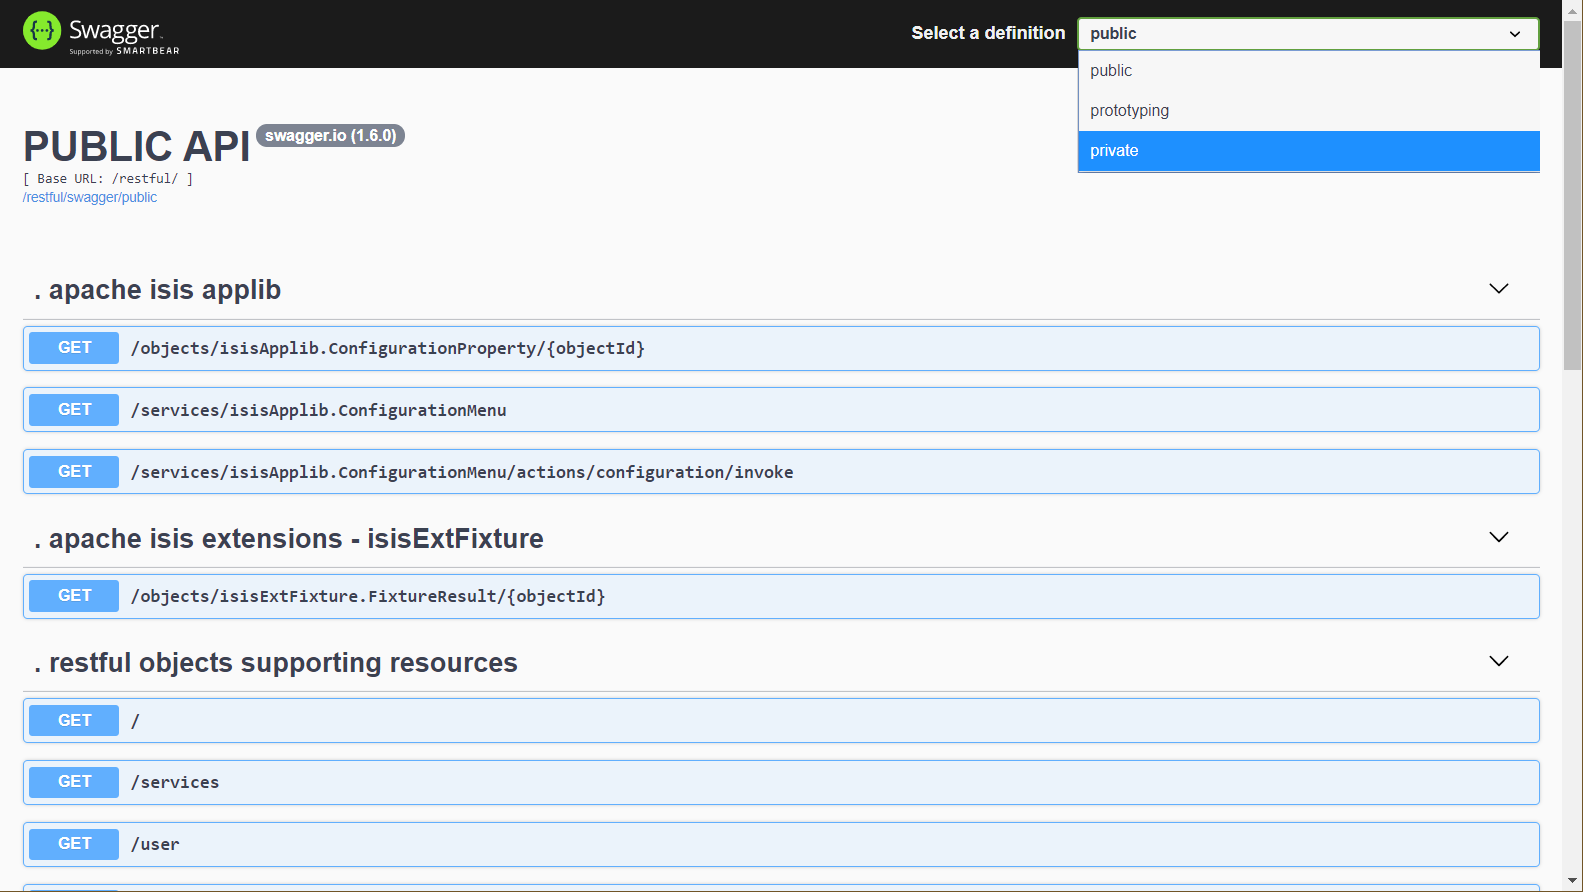 {···} Swagger
Supported by SMARTBEAR
Select a definition
public
public
prototyping
private
PUBLIC API swagger.io (1.6.0)
[ Base URL: /restful/ ]
/restful/swagger/public
. apache isis applib
GET /objects/isisApplib.ConfigurationProperty/{objectId}
GET /services/isisApplib.ConfigurationMenu
GET /services/isisApplib.ConfigurationMenu/actions/configuration/invoke
. apache isis extensions - isisExtFixture
GET /objects/isisExtFixture.FixtureResult/{objectId}
. restful objects supporting resources
GET /
GET /services
GET /user